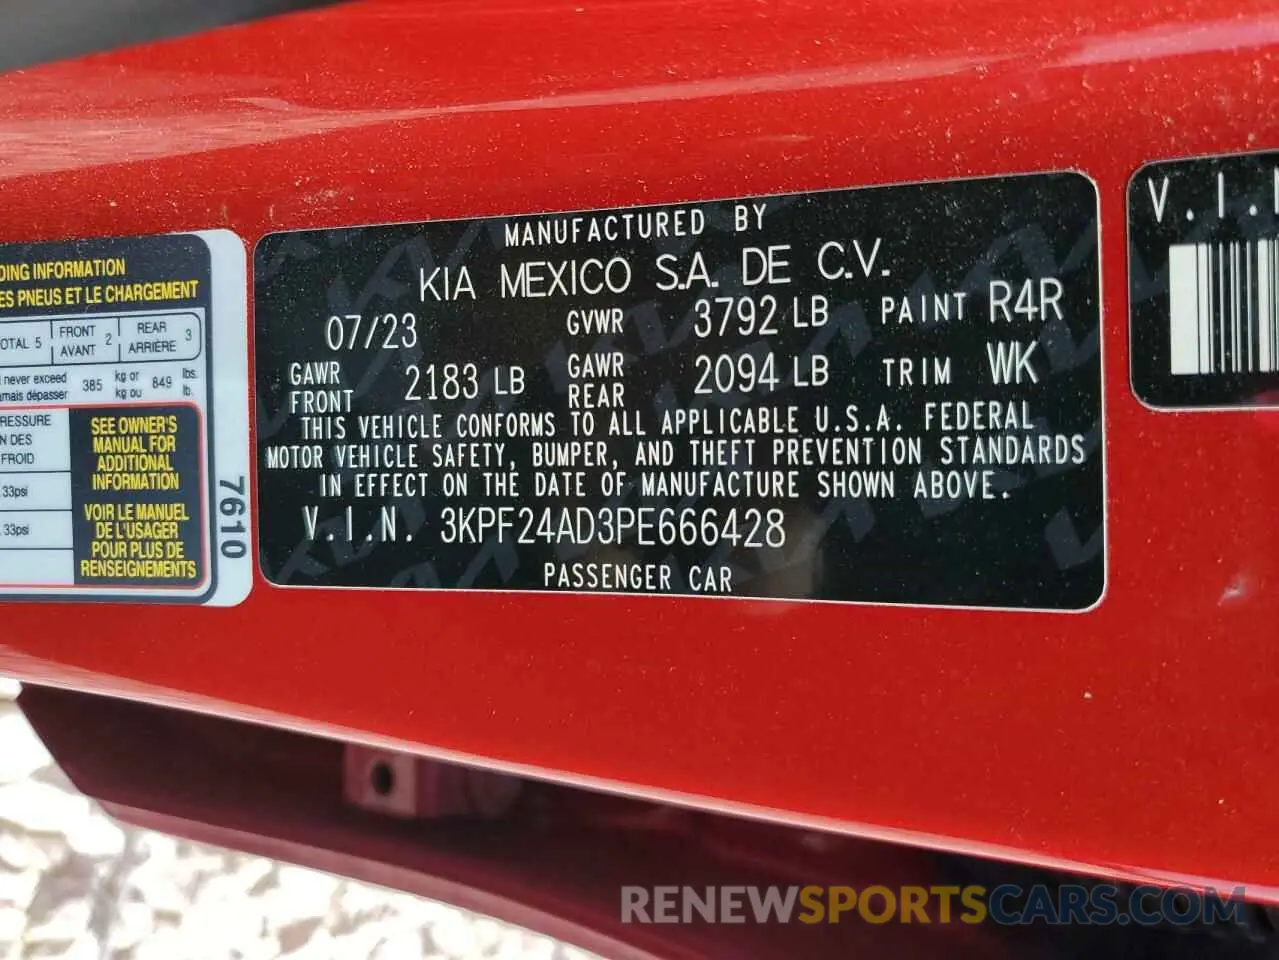 DING INFORMATION
ES PNEUS ET LE CHARGEMENT
OTAL 5
FRONT
AVANT 2
REAR
ARRIÈRE 3
never exceed
amais dépasser
385
kg or
kg ou
849
lbs.
lb.
RESSURE
N DES
FROID
33psi
33psi
SEE OWNER'S
MANUAL FOR
ADDITIONAL
INFORMATION
VOIR LE MANUEL
DE L'USAGER
POUR PLUS DE
RENSEIGNEMENTS
7610
MANUFACTURED BY
KIA MEXICO S.A. DE C.V.
07/23 GVWR 3792 LB PAINT R4R
GAWR FRONT 2183 LB GAWR REAR 2094 LB TRIM WK
THIS VEHICLE CONFORMS TO ALL APPLICABLE U.S.A. FEDERAL
MOTOR VEHICLE SAFETY, BUMPER, AND THEFT PREVENTION STANDARDS
IN EFFECT ON THE DATE OF MANUFACTURE SHOWN ABOVE.
V.I.N. 3KPF24AD3PE666428
PASSENGER CAR
V.I.N
RENEWSPORTSCARS.COM